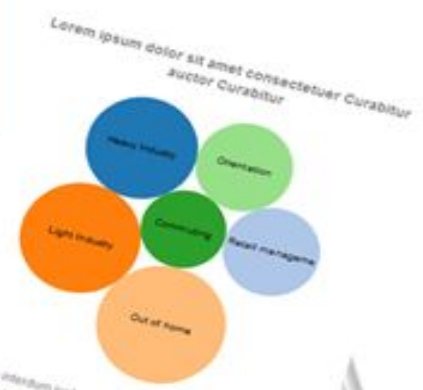 Lorem ipsum dolor sit amet consectetuer Curabitur
auctor Curabitur
Heavy Industry
Orientation
Light Industry
Commuting
Retail manageme
Out of home
interdum